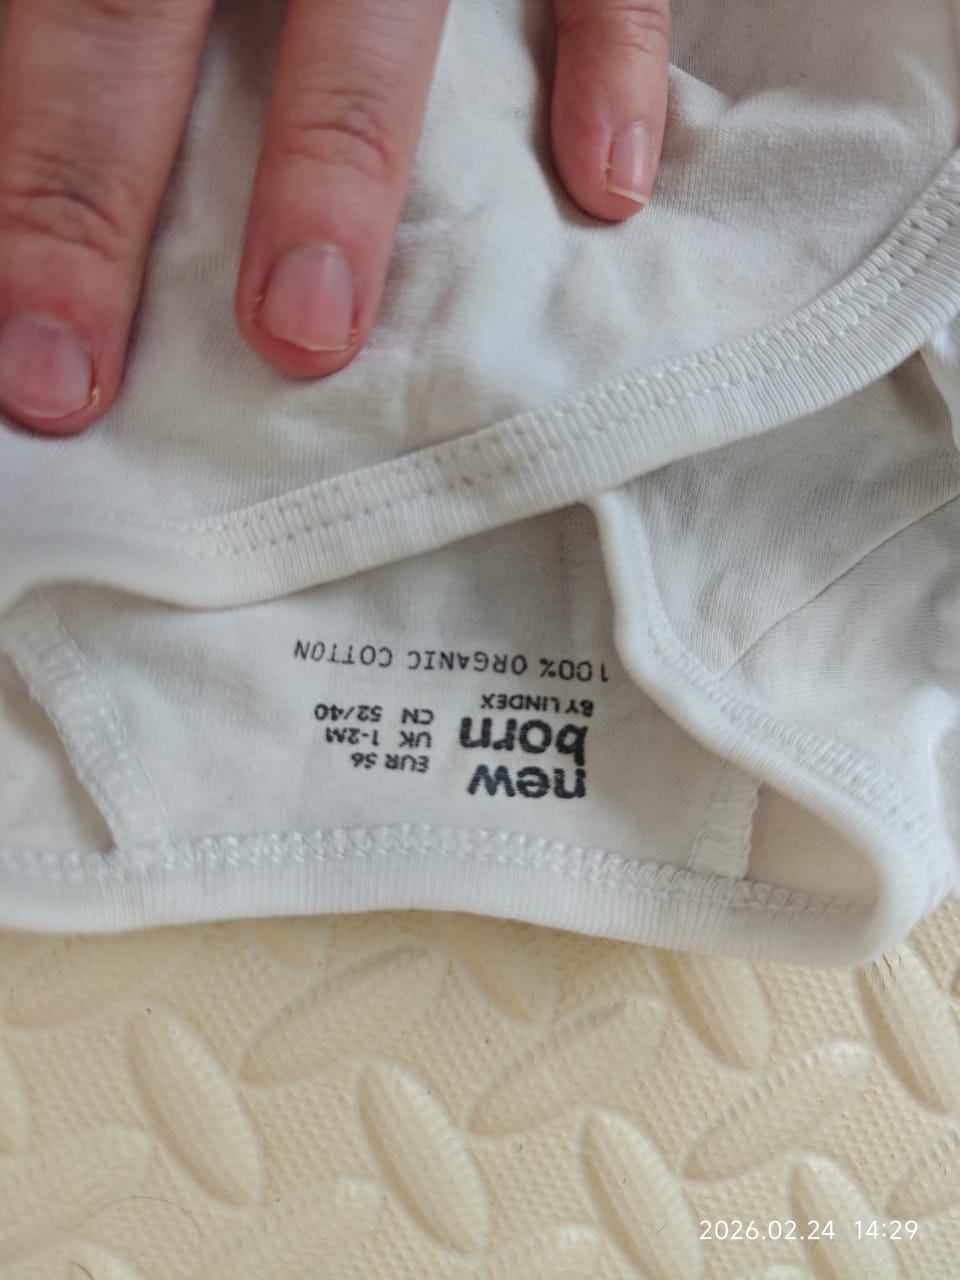 new
born
BY LINDEX
EUR 56
UK 1-2M
CN 52/40
100% ORGANIC COTTON
2026.02.24 14:29